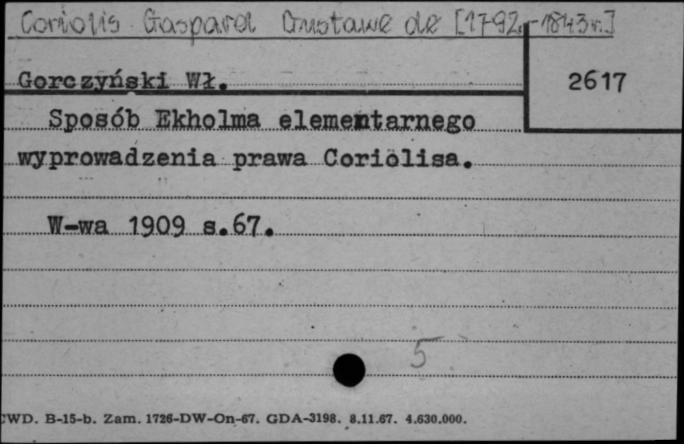 Coriolis Gaspard Gustawe de [1792.-1843r.]
Gorczyński Wł.
2617
Sposób Ekholma elementarnego
wyprowadzenia prawa Coriolisa.
W-wa 1909 s.67.
5
CWD. B-15-b. Zam. 1726-DW-On-67. GDA-3198. 8.11.67. 4.630.000.